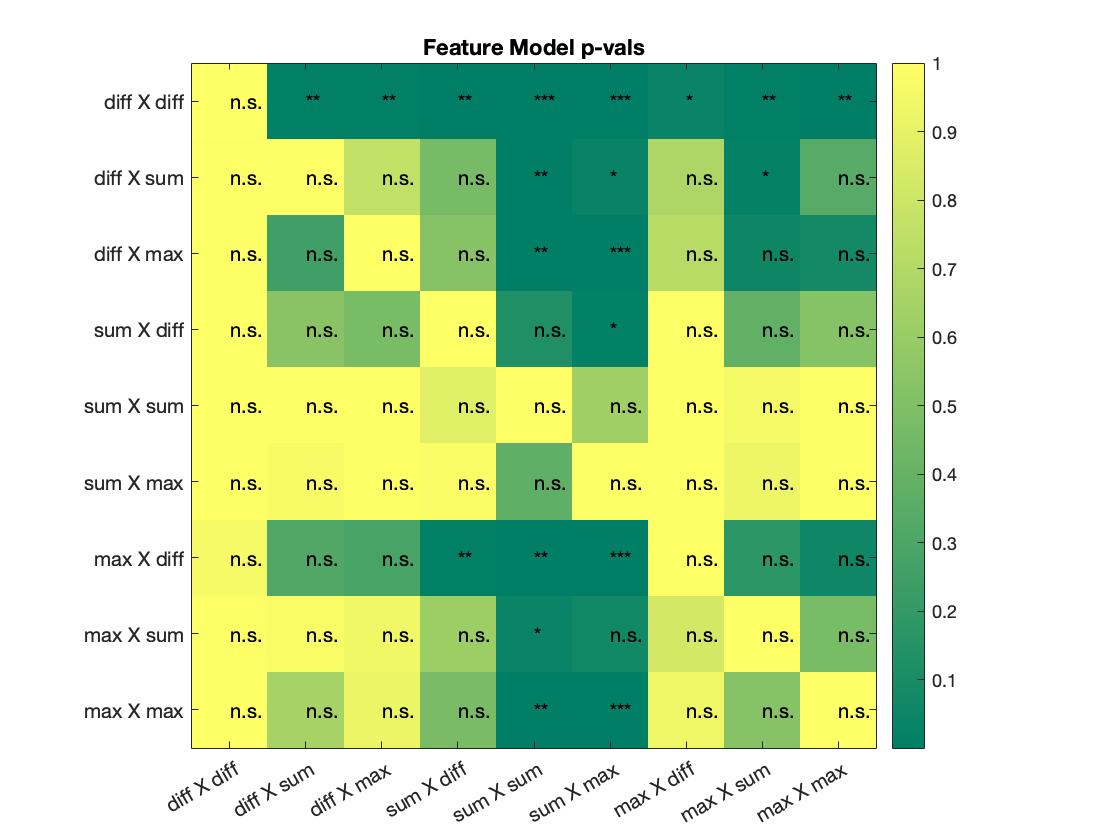 Feature Model p-vals
diff X diff n.s. ** ** ** *** *** * ** **
diff X sum n.s. n.s. n.s. n.s. ** * n.s. * n.s.
diff X max n.s. n.s. n.s. n.s. ** *** n.s. n.s. n.s.
sum X diff n.s. n.s. n.s. n.s. n.s. * n.s. n.s. n.s.
sum X sum n.s. n.s. n.s. n.s. n.s. n.s. n.s. n.s. n.s.
sum X max n.s. n.s. n.s. n.s. n.s. n.s. n.s. n.s. n.s.
max X diff n.s. n.s. n.s. ** ** *** n.s. n.s. n.s.
max X sum n.s. n.s. n.s. n.s. * n.s. n.s. n.s. n.s.
max X max n.s. n.s. n.s. n.s. ** *** n.s. n.s. n.s.
diff X diff diff X sum diff X max sum X diff sum X sum sum X max max X diff max X sum max X max
1
0.9
0.8
0.7
0.6
0.5
0.4
0.3
0.2
0.1